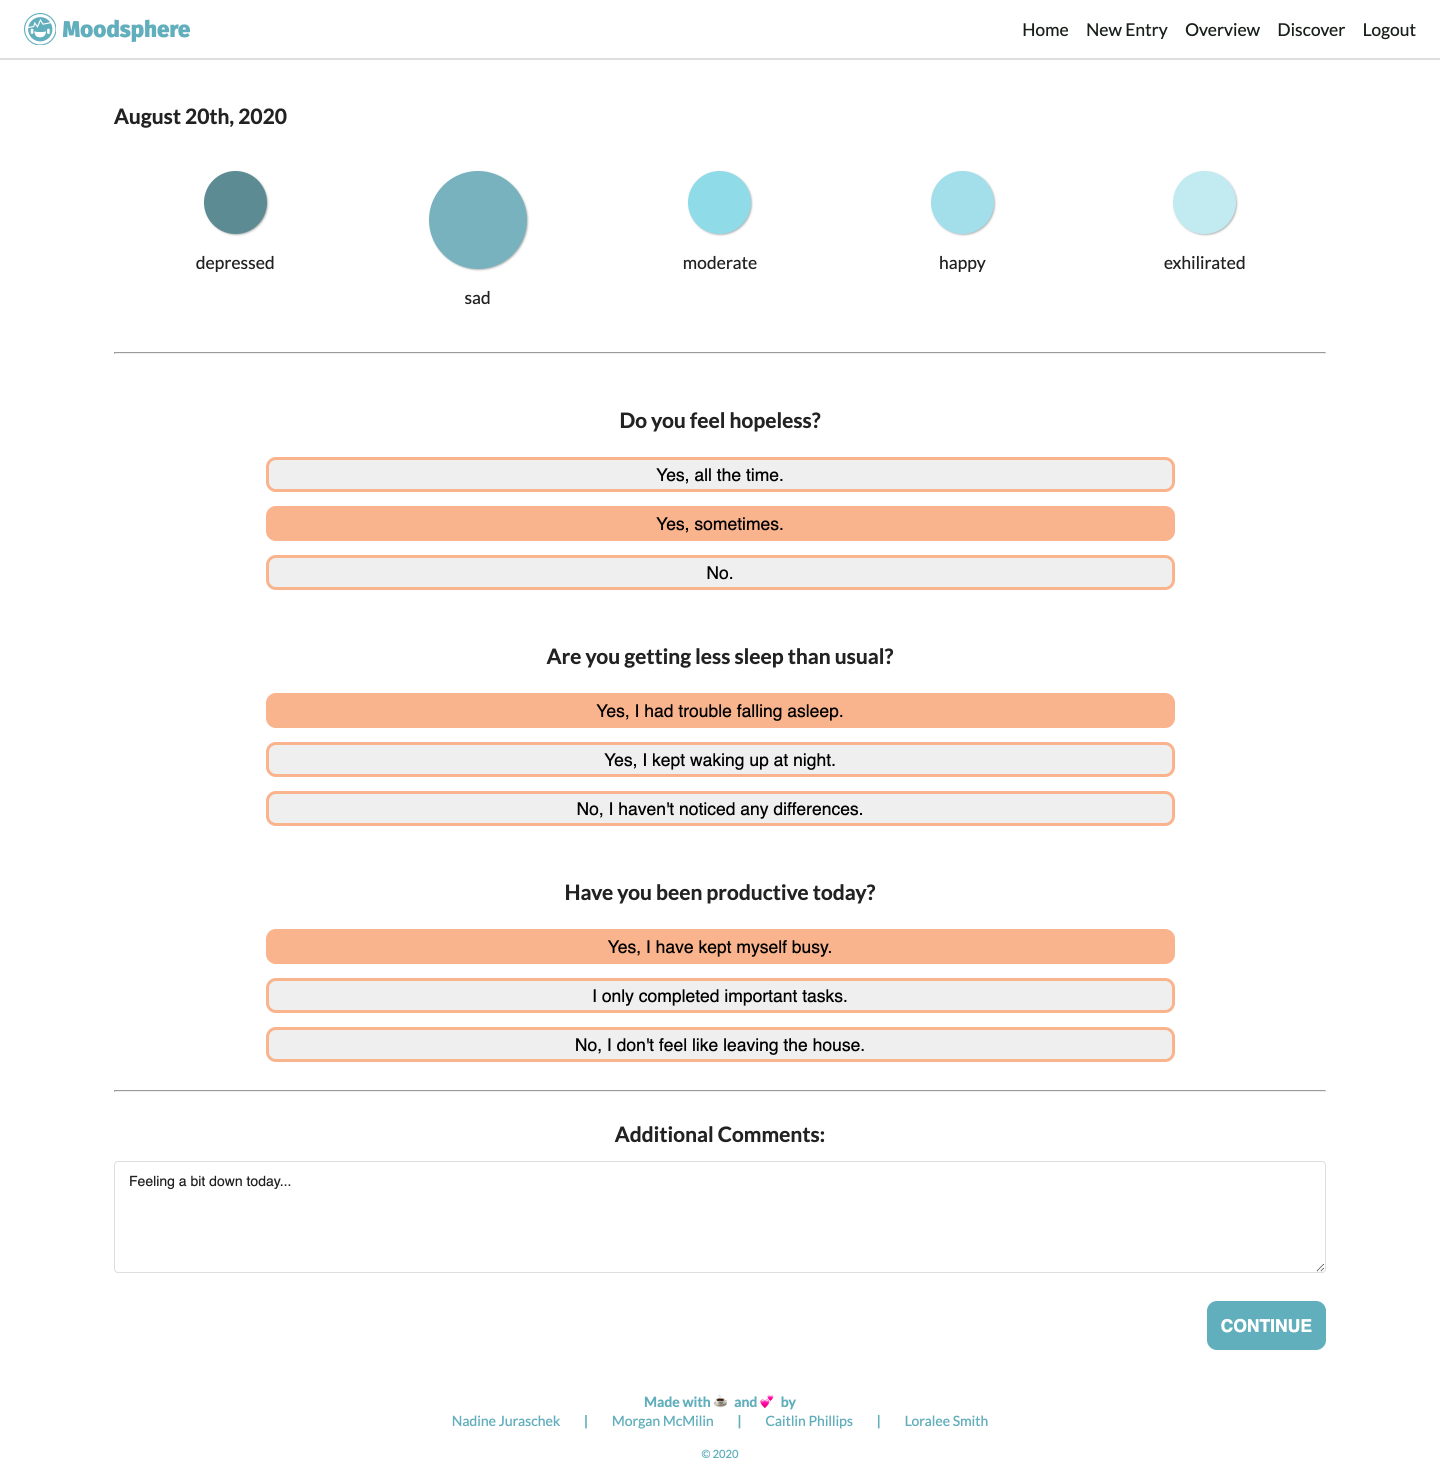 Moodsphere
Home New Entry Overview Discover Logout
August 20th, 2020
depressed
sad
moderate
happy
exhilirated
Do you feel hopeless?
Yes, all the time.
Yes, sometimes.
No.
Are you getting less sleep than usual?
Yes, I had trouble falling asleep.
Yes, I kept waking up at night.
No, I haven't noticed any differences.
Have you been productive today?
Yes, I have kept myself busy.
I only completed important tasks.
No, I don't feel like leaving the house.
Additional Comments:
Feeling a bit down today...
CONTINUE
Made with ☕ and 💕 by
Nadine Juraschek | Morgan McMilin | Caitlin Phillips | Loralee Smith
© 2020